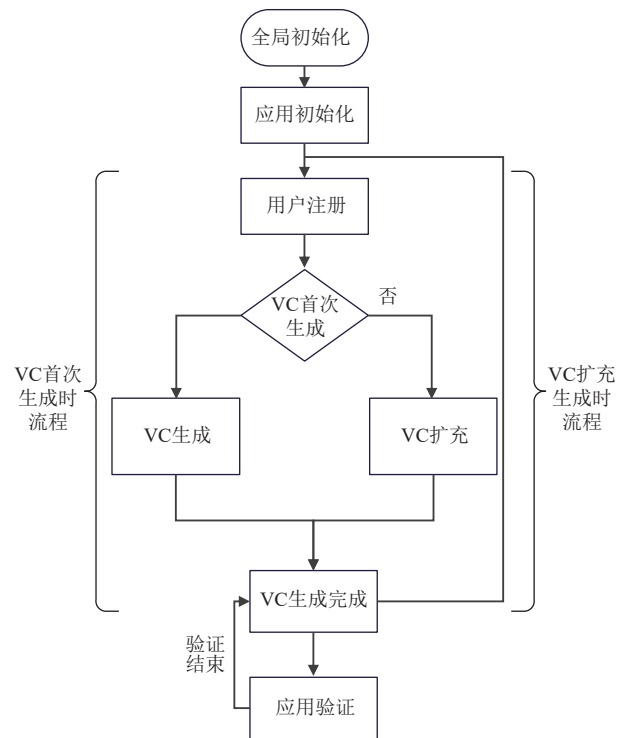 全局初始化
应用初始化
用户注册
VC首次
生成
否
VC首次
生成时
流程
VC扩充
生成时
流程
VC生成
VC扩充
VC生成完成
验证
结束
应用验证